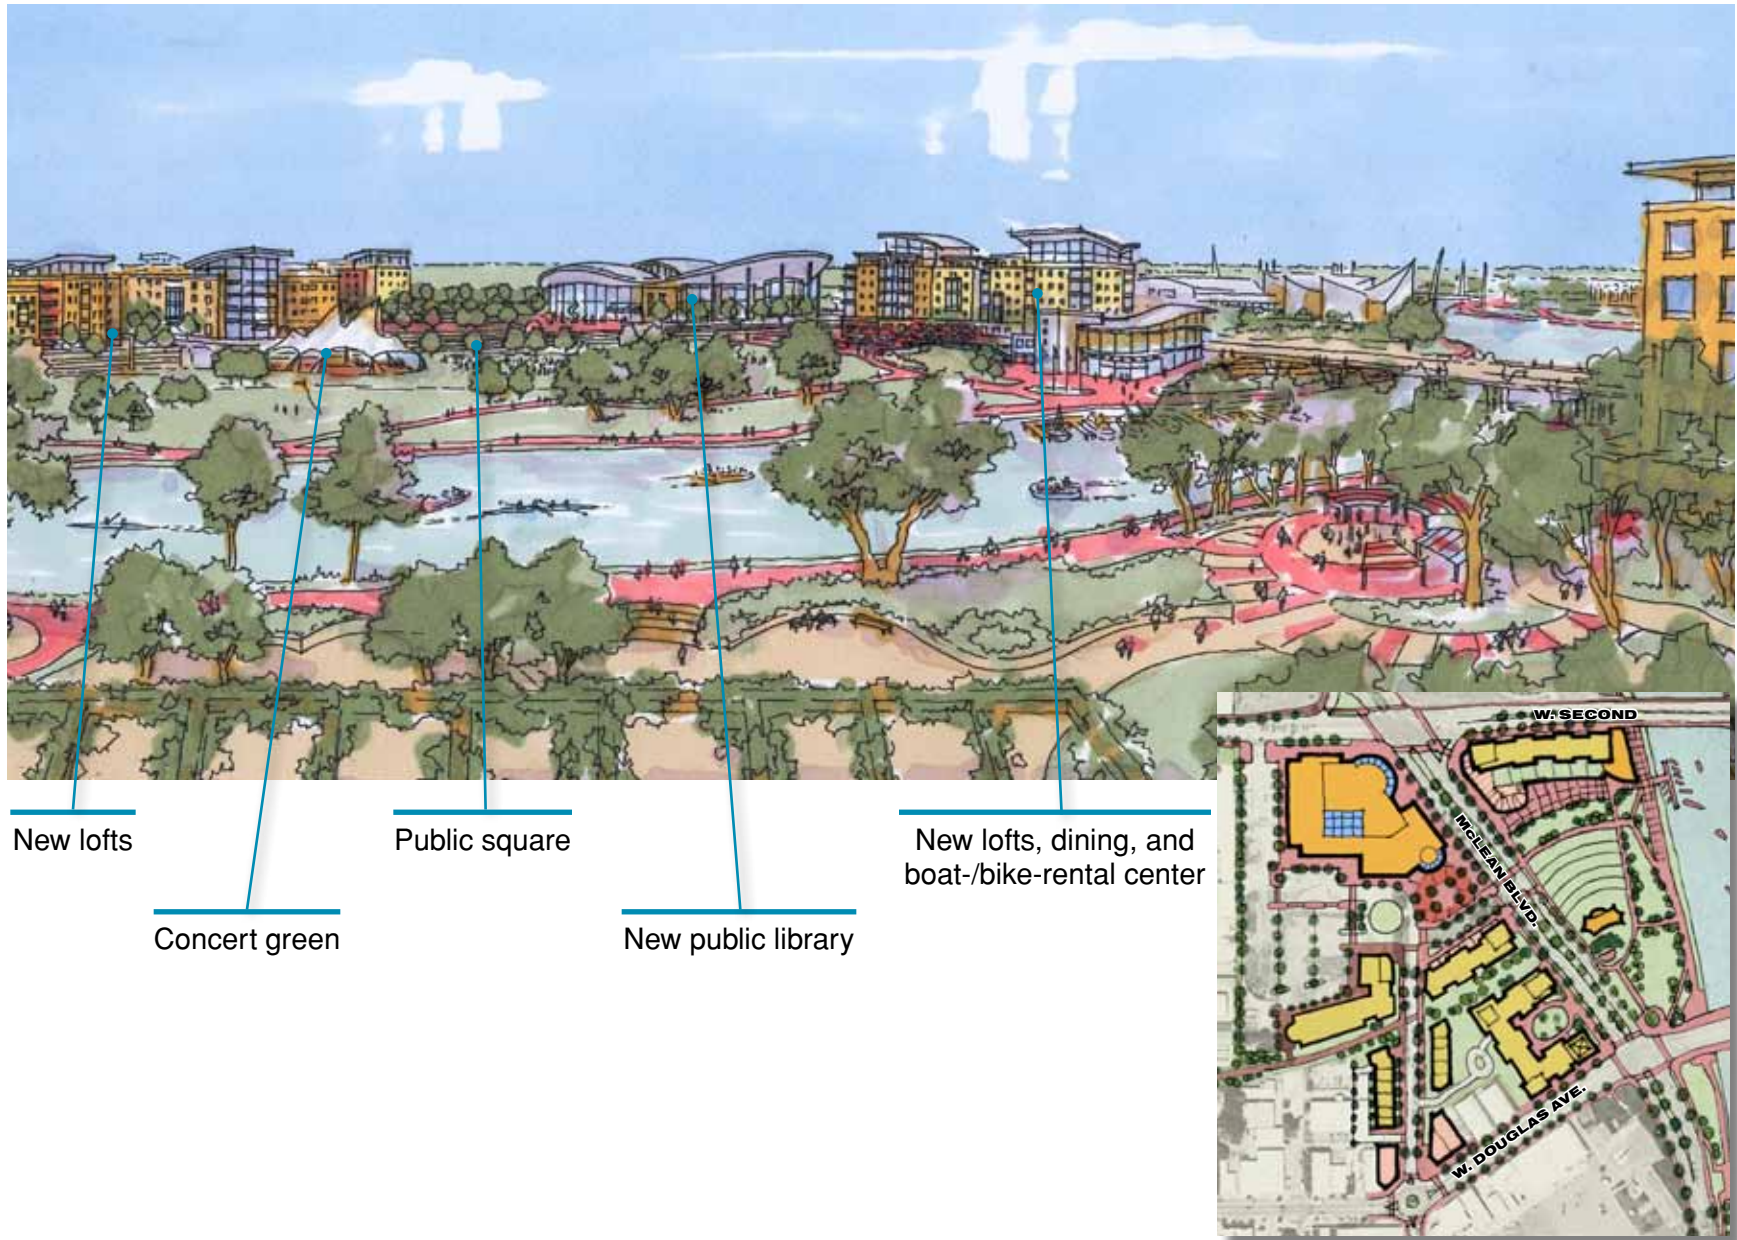 New lofts
Concert green
Public square
New public library
New lofts, dining, and
boat-/bike-rental center
W. SECOND
McLEAN BLVD.
W. DOUGLAS AVE.